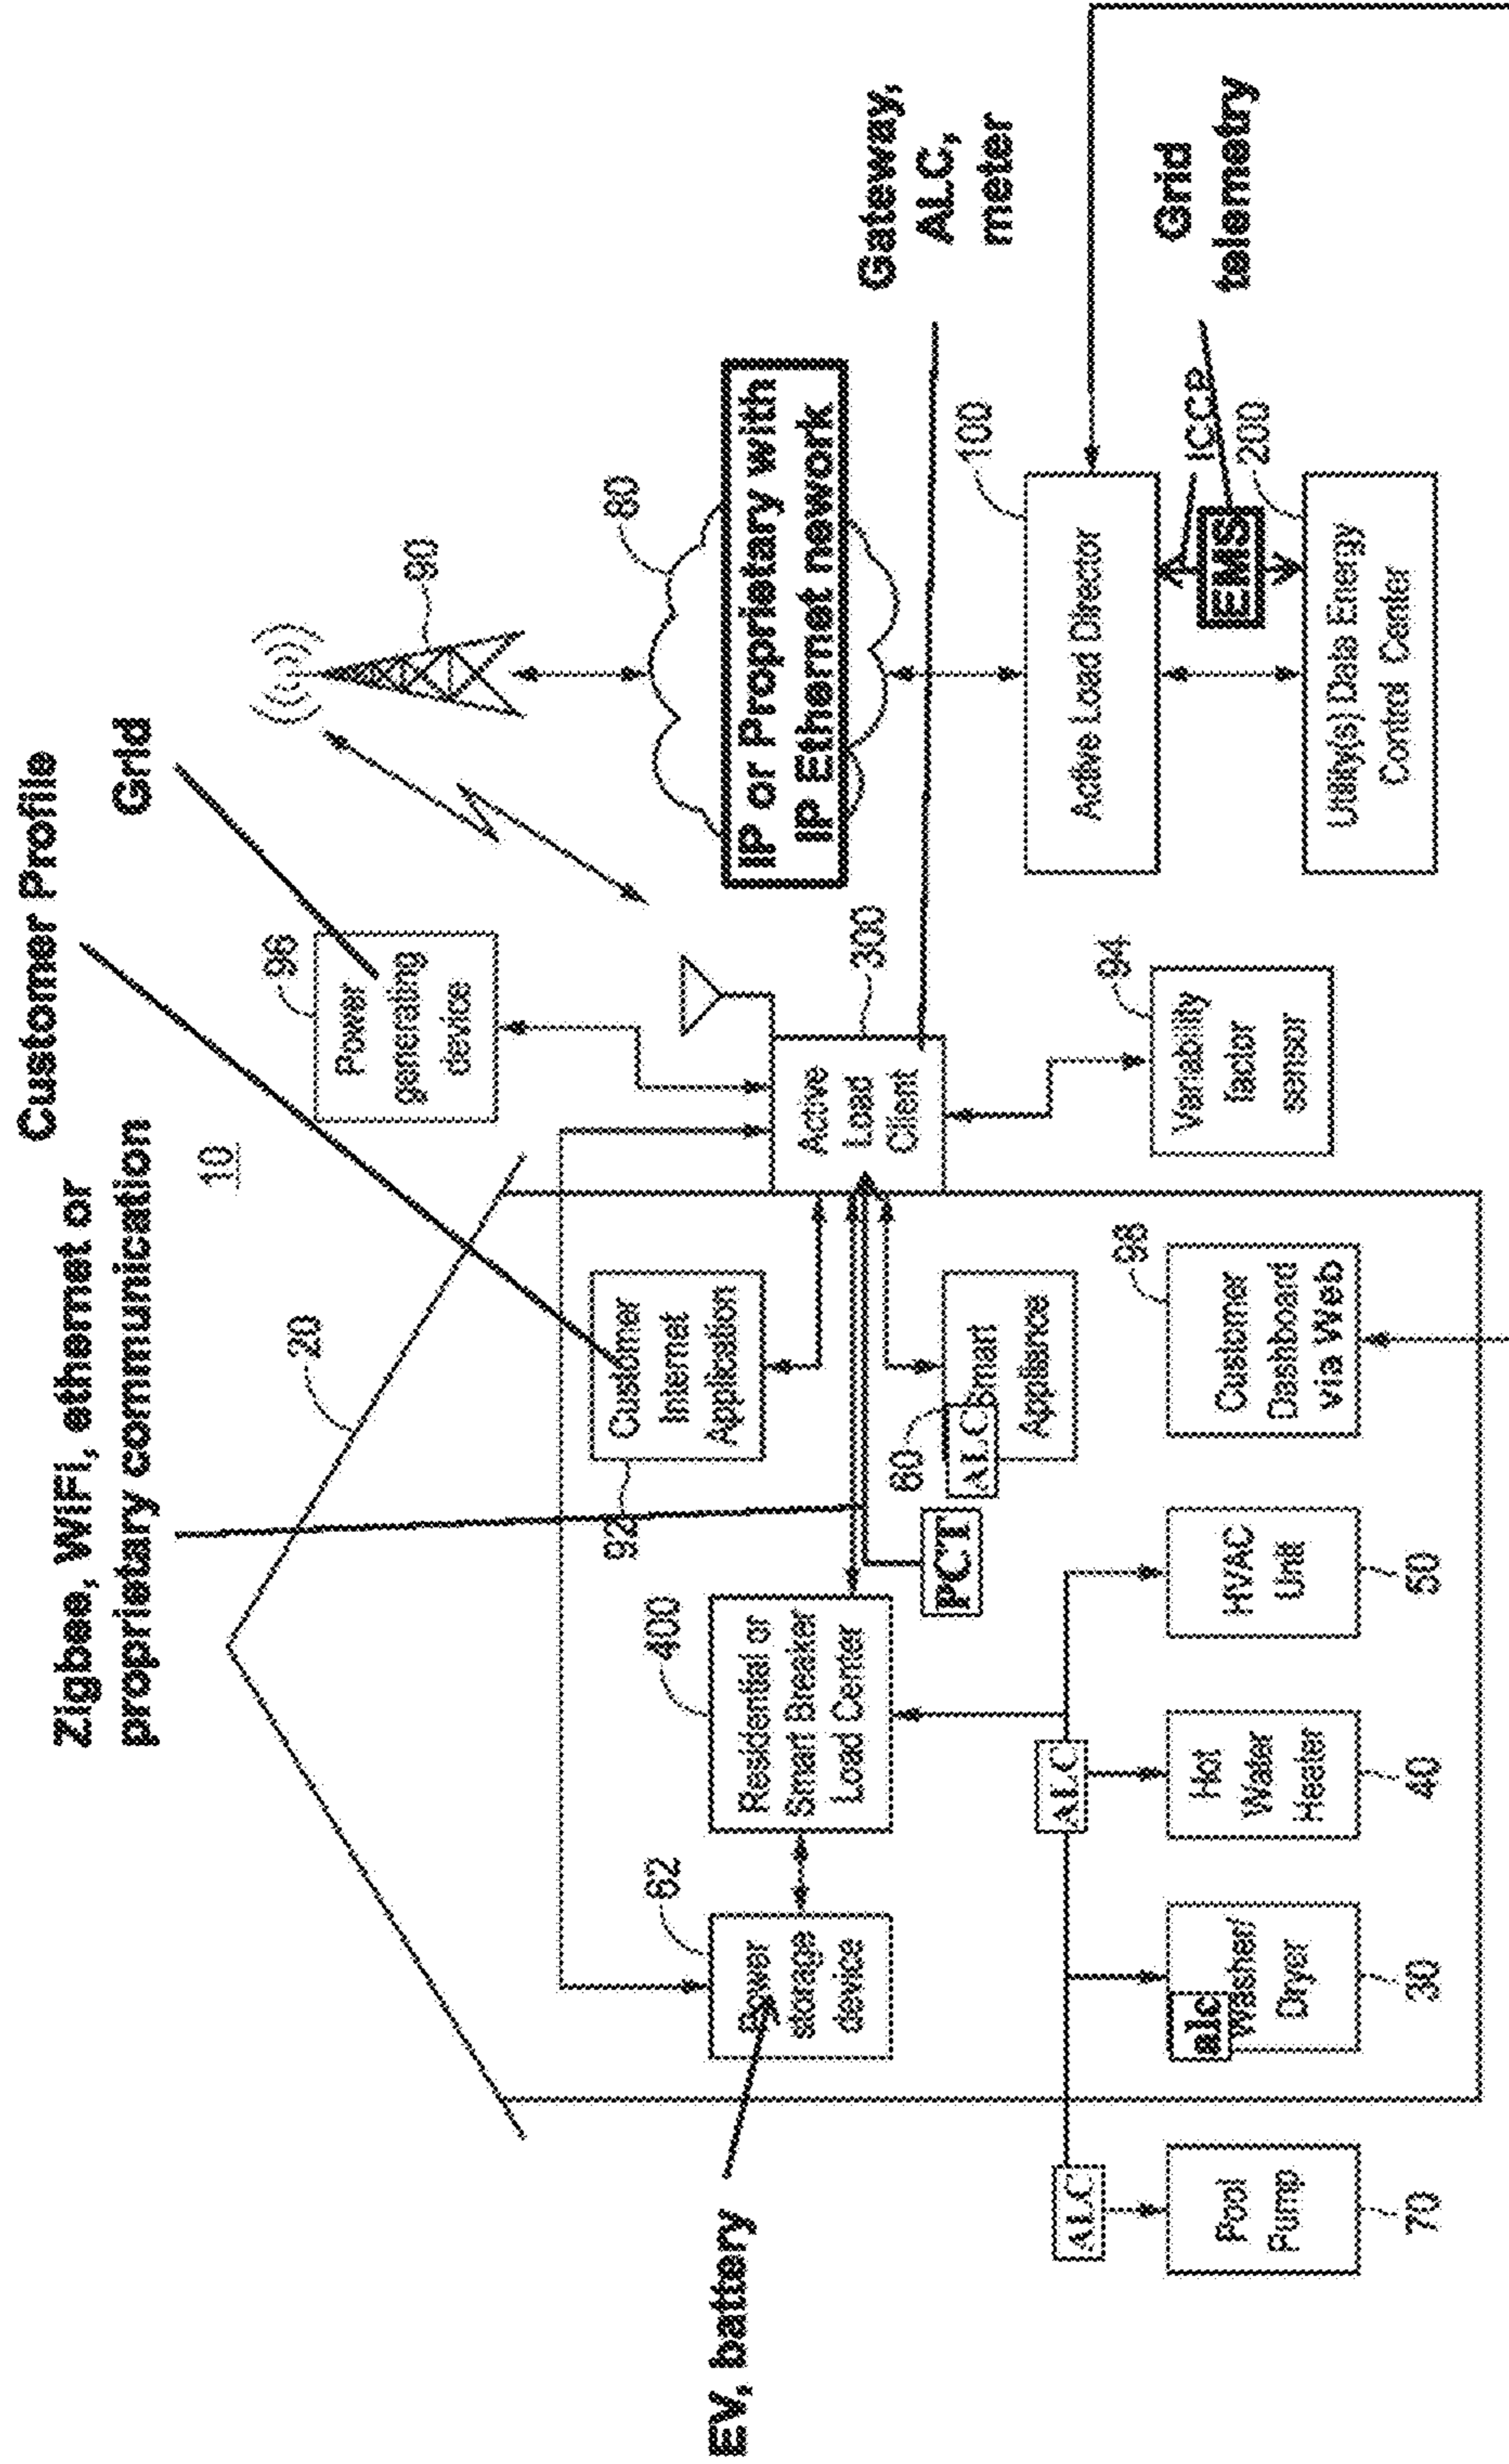 Customer Profile
Grid
Zigbee, WiFi, ethernet or
proprietary communication
10
20
96
Power
generating
device
90
EV, battery
62
Power
storage
device
400
Residential or
Smart Breaker
Load Center
92
Customer
Internet
Application
80
IP or Proprietary with
IP Ethernet nework
Active
Load
Client
300
Gateway,
ALC,
meter
PCT
60
ALC
Smart
Appliance
100
Active Load Director
ALC
ALC
Pool
Pump
70
alc
Washer/
Dryer
30
Hot
Water
Heater
40
HVAC
Unit
50
98
Customer
Dashboard
via Web
94
Variability
factor
sensor
ICCP
EMS
Grid
telemetry
200
Utility(s) Data Energy
Control Center